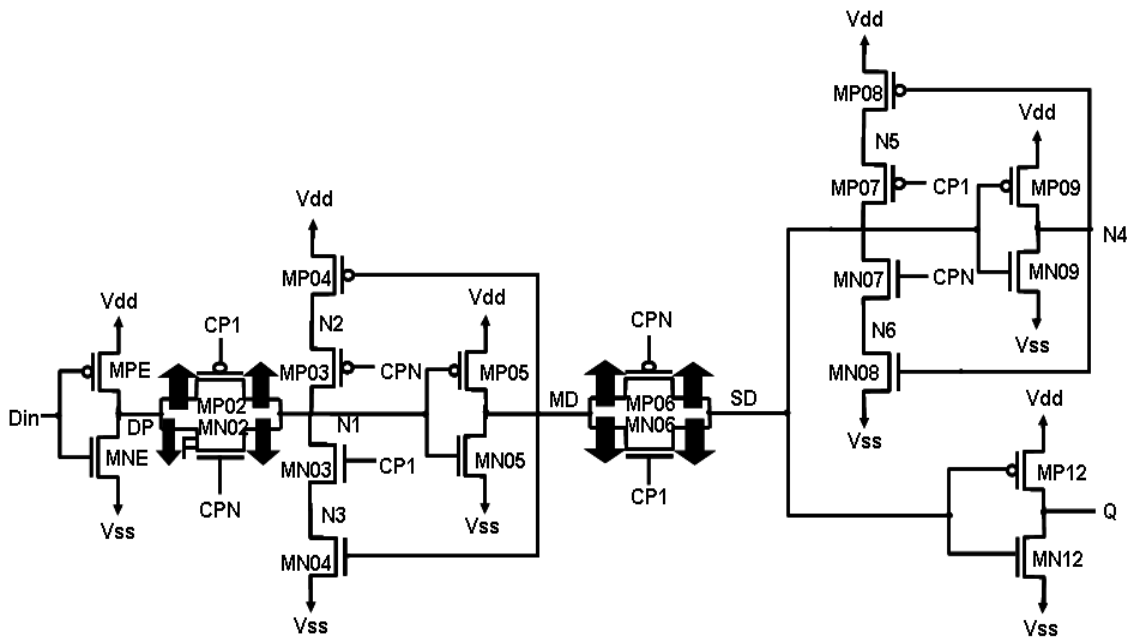 Vdd
MP08
N5
Vdd
MP07
CP1
MP09
N4
MN07
CPN
MN09
N6
Vss
MN08
Vss
Vdd
MP12
Q
MN12
Vss
Vdd
MP04
N2
CP1
CPN
Vdd
Vdd
MPE
MP03
CPN
MP05
Din
DP
MP02
MN02
N1
MD
MP06
MN06
SD
MNE
MN03
CP1
MN05
CPN
CP1
Vss
N3
Vss
MN04
Vss